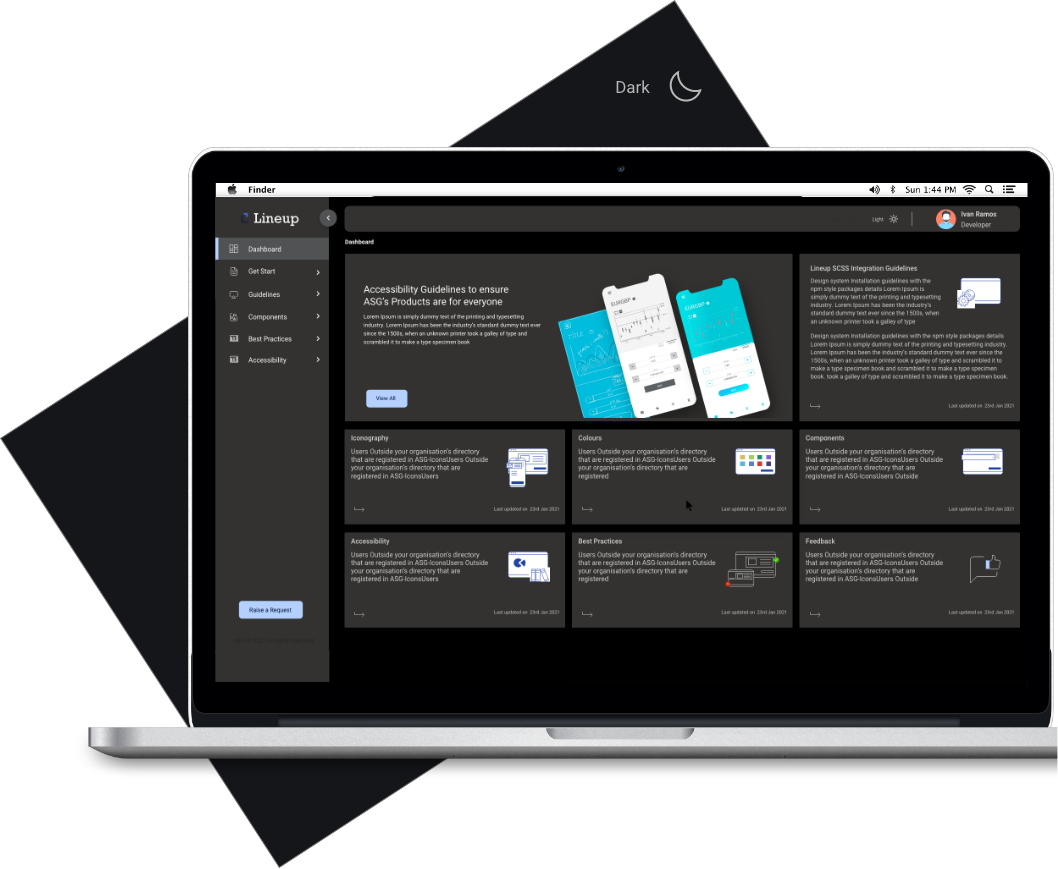 Dark
Finder
Sun 1:44 PM
Lineup
Light
Ivan Ramos
Developer
Dashboard
Get Start
Guidelines
Components
Best Practices
Accessibility
Raise a Request
Dashboard
Accessibility Guidelines to ensure
ASG's Products are for everyone
Lorem Ipsum is simply dummy text of the printing and typesetting
industry. Lorem Ipsum has been the industry's standard dummy text ever
since the 1500s, when an unknown printer took a galley of type and
scrambled it to make a type specimen book
View All
EURGBP
EURGBP
Lineup SCSS Integration Guidelines
Design system Installation guidelines with the
npm style packages details Lorem Ipsum is
simply dummy text of the printing and typesetting
industry. Lorem Ipsum has been the industry's
standard dummy text ever since the 1500s, when
an unknown printer took a galley of type
Design system Installation guidelines with the npm style packages details
Lorem Ipsum is simply dummy text of the printing and typesetting industry.
Lorem Ipsum has been the industry's standard dummy text ever since the
1500s, when an unknown printer took a galley of type and scrambled it to
make a type specimen book and scrambled it to make a type specimen
book. took a galley of type and scrambled it to make a type specimen book.
Last updated on 23rd Jan 2021
Iconography
Users Outside your organisation's directory
that are registered in ASG-IconsUsers Outside
your organisation's directory that are
registered in ASG-IconsUsers
Last updated on 23rd Jan 2021
Colours
Users Outside your organisation's directory
that are registered in ASG-IconsUsers Outside
your organisation's directory that are
registered
Last updated on 23rd Jan 2021
Components
Users Outside your organisation's directory
that are registered in ASG-IconsUsers Outside
your organisation's directory that are
registered in ASG-IconsUsers Outside
Last updated on 23rd Jan 2021
Accessibility
Users Outside your organisation's directory
that are registered in ASG-IconsUsers Outside
your organisation's directory that are
registered in ASG-IconsUsers
Last updated on 23rd Jan 2021
Best Practices
Users Outside your organisation's directory
that are registered in ASG-IconsUsers Outside
your organisation's directory that are
registered
Last updated on 23rd Jan 2021
Feedback
Users Outside your organisation's directory
that are registered in ASG-IconsUsers Outside
your organisation's directory that are
registered in ASG-IconsUsers Outside
Last updated on 23rd Jan 2021